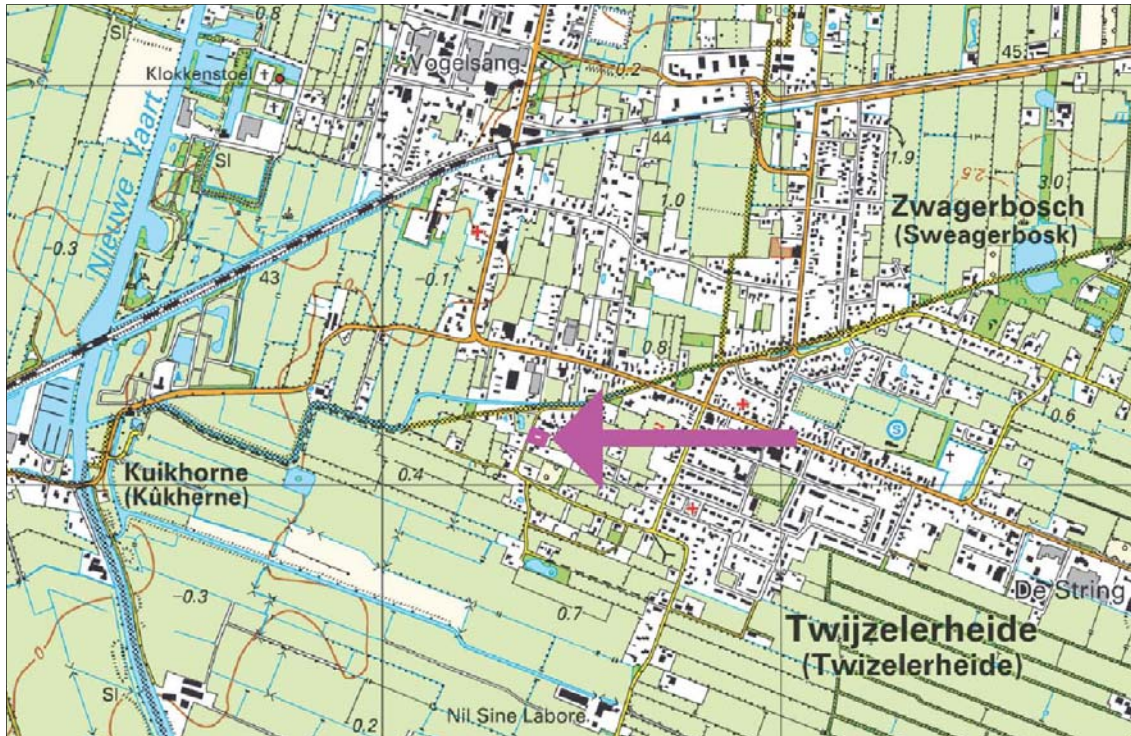 Sl
0.8
Klokkenstoel
Vogelsang
0.2
45
Nieuwe Vaart
Sl
44
1.9
1.0
2.5
3.0
-0.3
Zwagerbosch
(Sweagerbosk)
43
-0.1
0.8
0.6
S
Kuikhorne
(Kûkherne)
0.4
-0.3
0.7
De String
Twijzelerheide
(Twizelerheide)
0
Sl
Nil Sine Labore
0.2